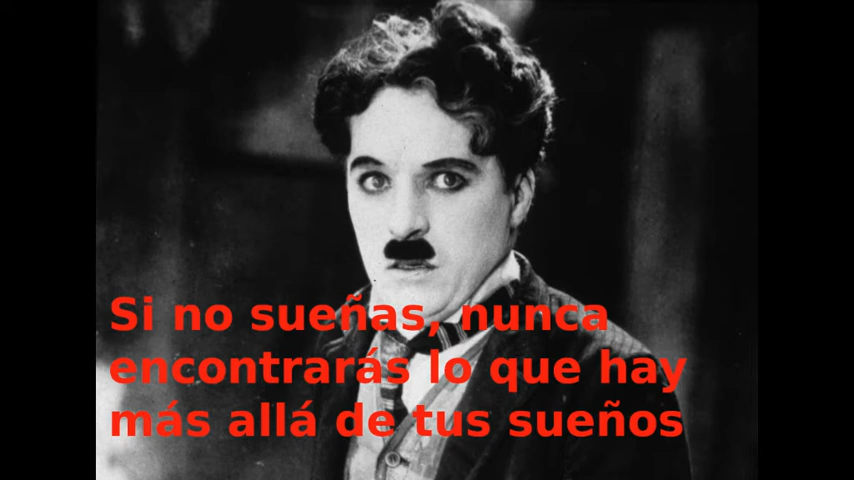 Si no sueñas, nunca
encontrarás lo que hay
más allá de tus sueños